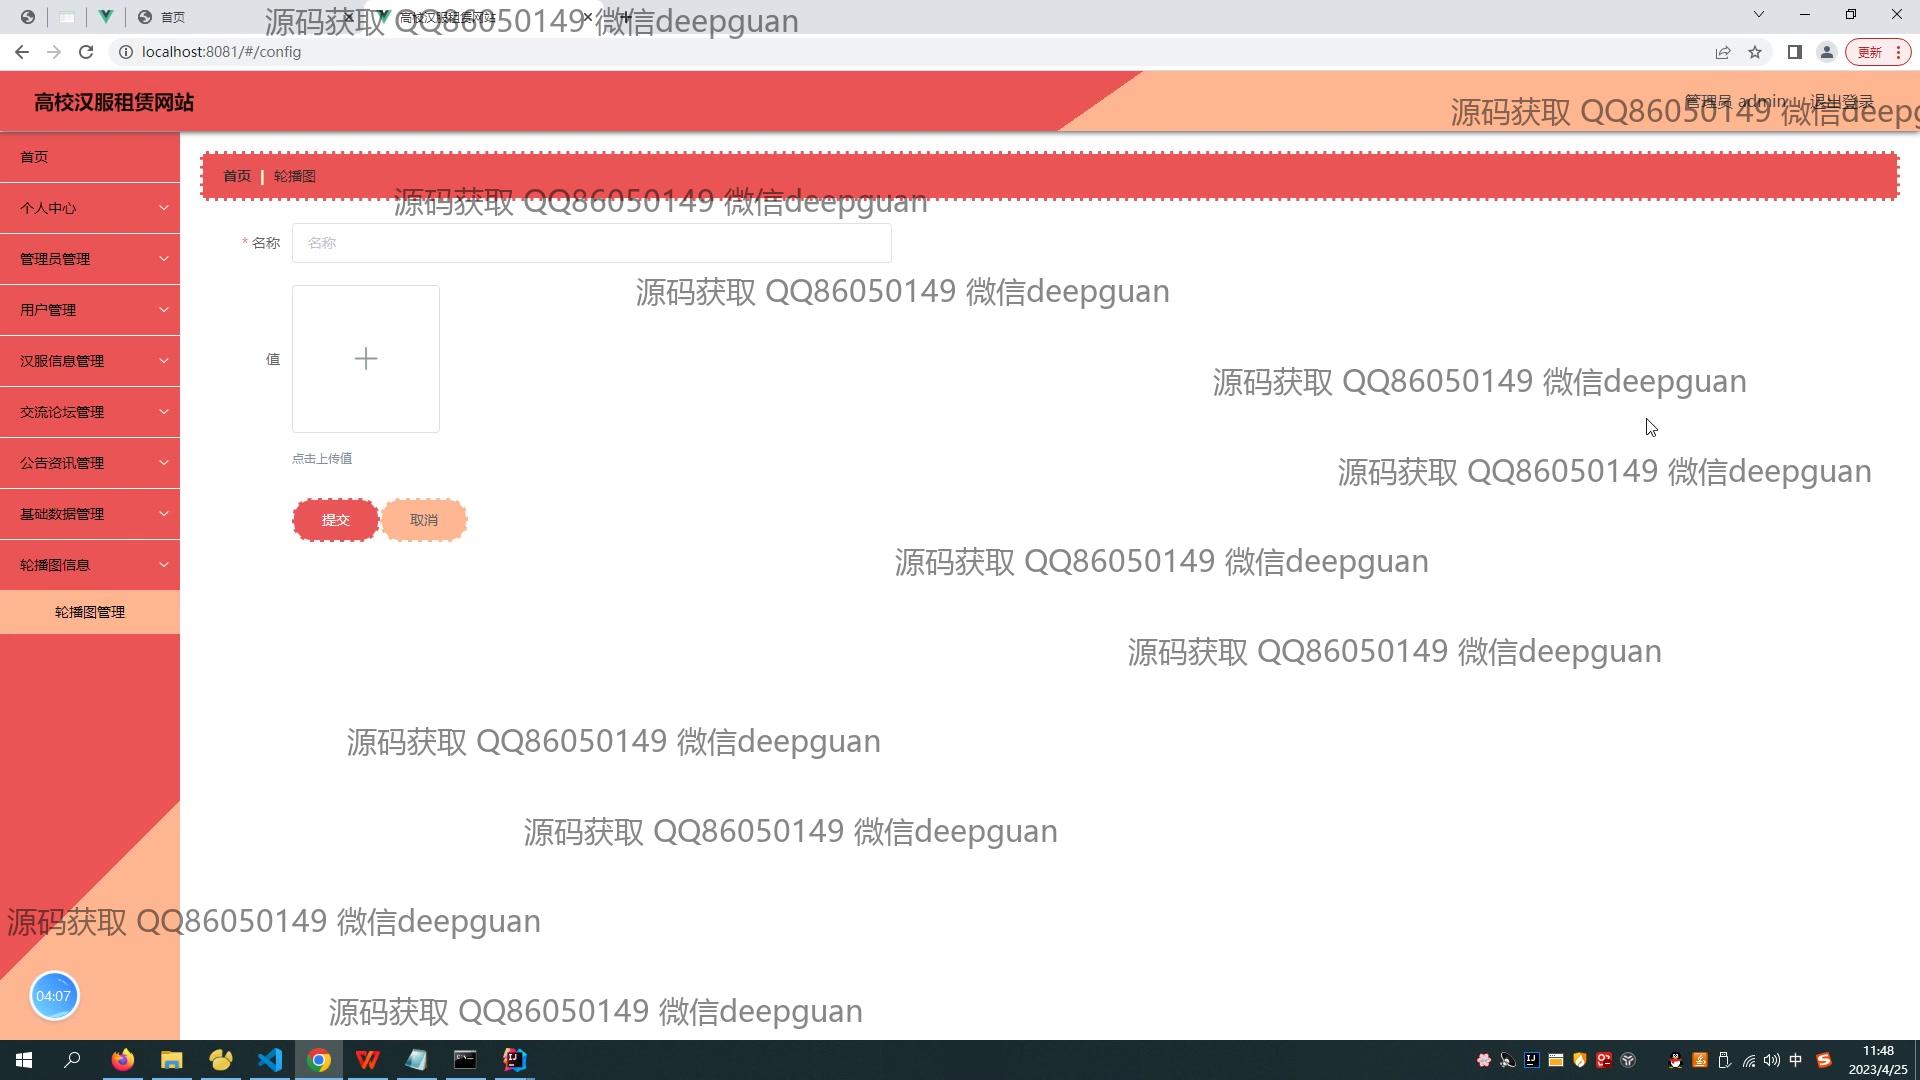 首页
高校汉服租赁网站
源码获取 QQ86050149 微信deepguan
localhost:8081/#/config
更新
高校汉服租赁网站
管理员 admin
退出登录
源码获取 QQ86050149 微信deepg
首页
个人中心
管理员管理
用户管理
汉服信息管理
交流论坛管理
公告资讯管理
基础数据管理
轮播图信息
轮播图管理
首页 | 轮播图
源码获取 QQ86050149 微信deepguan
* 名称
名称
源码获取 QQ86050149 微信deepguan
值
源码获取 QQ86050149 微信deepguan
点击上传值
源码获取 QQ86050149 微信deepguan
提交
取消
源码获取 QQ86050149 微信deepguan
源码获取 QQ86050149 微信deepguan
源码获取 QQ86050149 微信deepguan
源码获取 QQ86050149 微信deepguan
源码获取 QQ86050149 微信deepguan
04:07
源码获取 QQ86050149 微信deepguan
中
11:48
2023/4/25